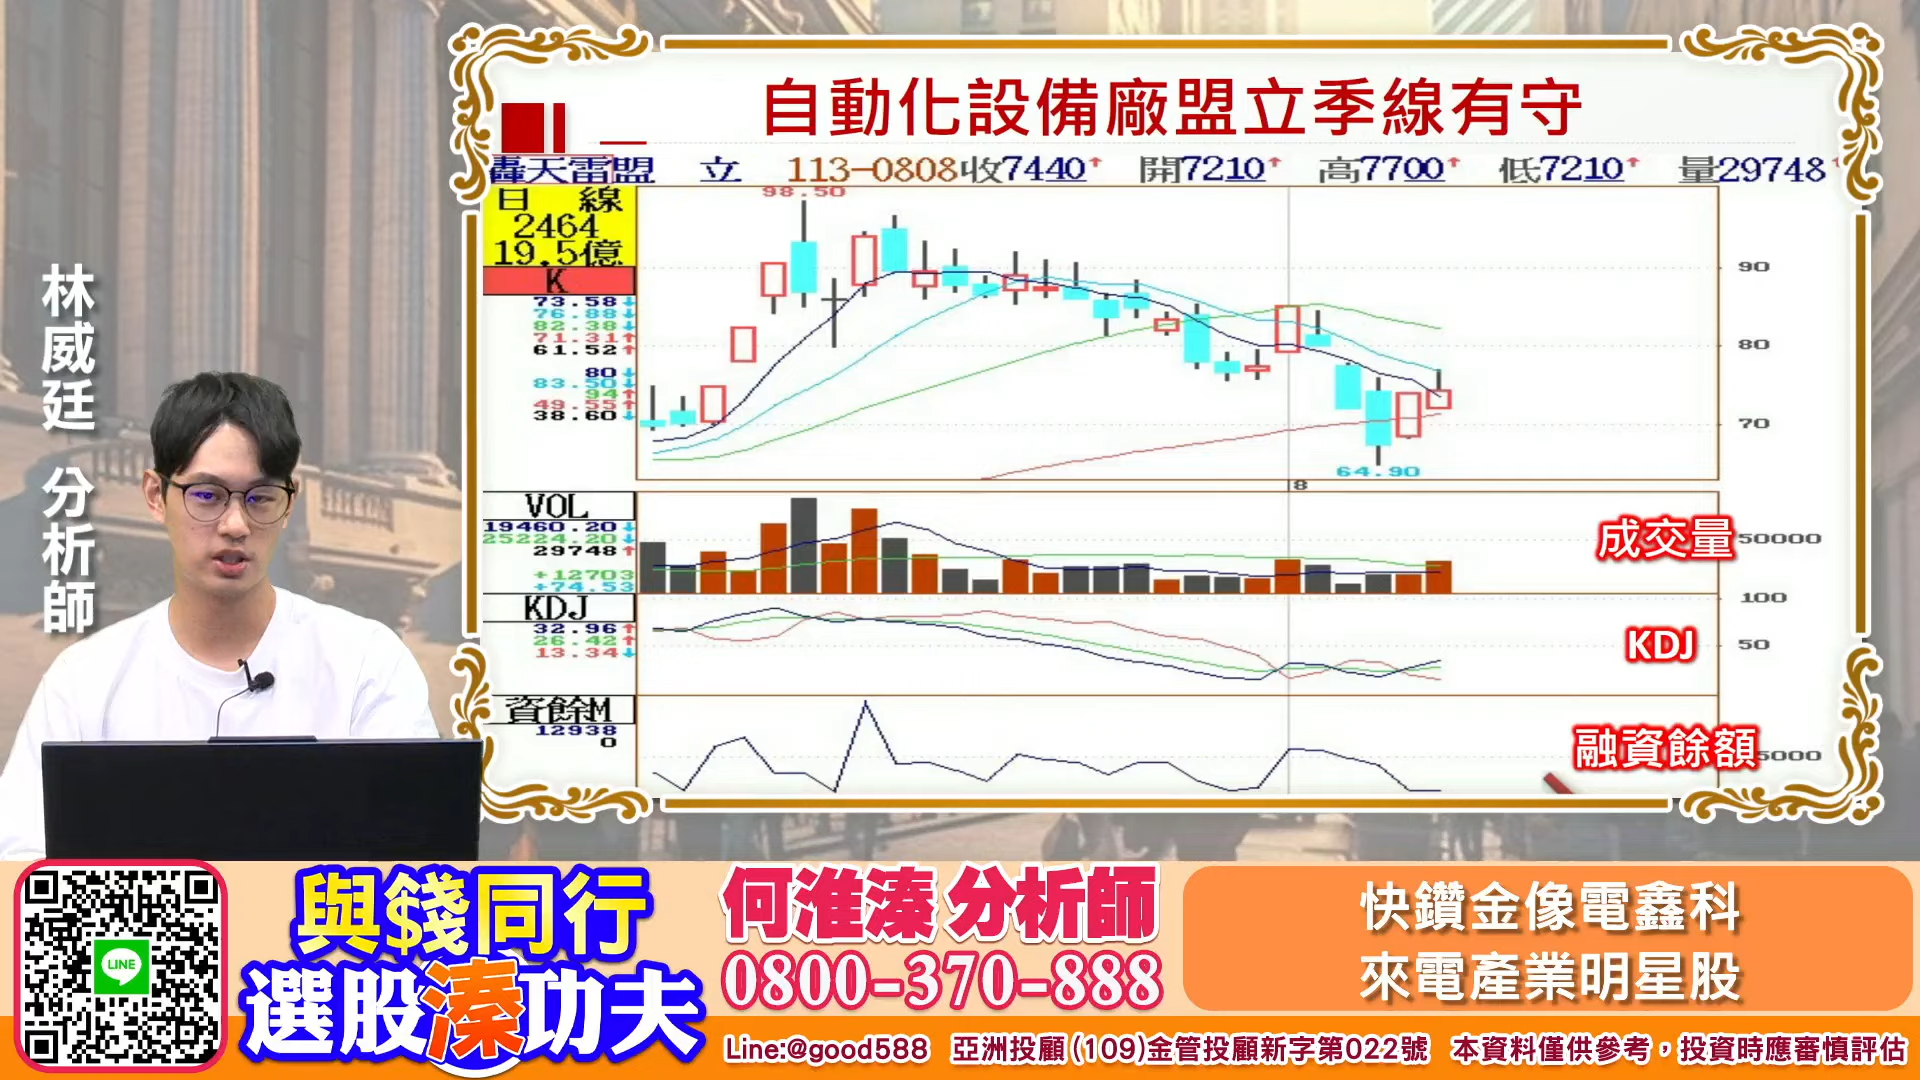 自動化設備廠盟立季線有守
轟天雷盟 立 113-0808收7440↑ 開7210↑ 高7700↑ 低7210↑ 量29748↑
日 線
2464
19.5億
K
73.58↓
76.88↓
82.38↓
71.31↑
61.52↑
80↓
83.50↓
94↑
49.55↑
38.60↓
98.50
90
80
70
64.90
8
VOL
19460.20↓
25224.20↓
29748↑
+12703
+74.53
成交量
50000
KDJ
32.96↑
26.42↑
13.34↓
100
KDJ
50
資餘M
12938
0
融資餘額
5000
林威廷 分析師
LINE
與錢同行
選股溱功夫
何淮溱 分析師
0800-370-888
快鑽金像電鑫科
來電產業明星股
Line:@good588 亞洲投顧(109)金管投顧新字第022號 本資料僅供參考，投資時應審慎評估